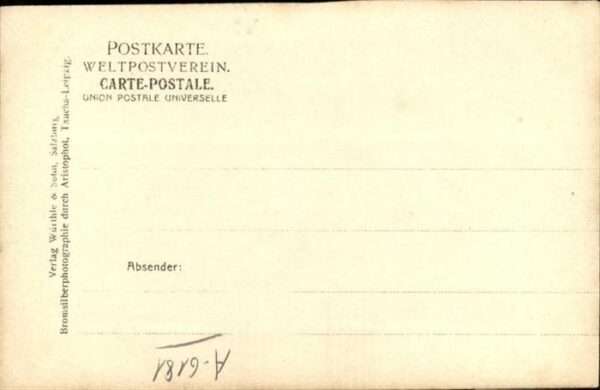 POSTKARTE.
WELTPOSTVEREIN.
CARTE-POSTALE.
UNION POSTALE UNIVERSELLE
Verlag Würthle & Sohn, Salzburg.
Bromsilberphotographie durch Aristophot, Taucha-Leipzig.
Absender:
A-6181